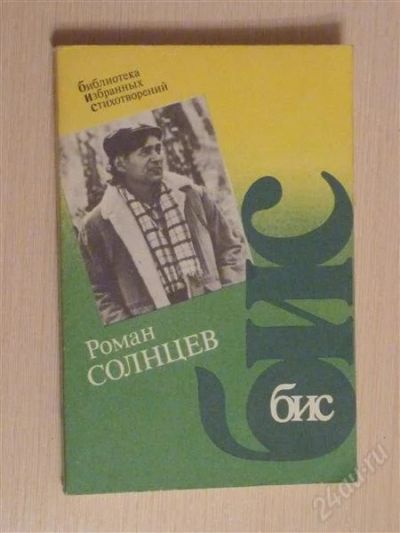 библиотека
избранных
стихотворений
Роман
СОЛНЦЕВ
бис
бис
24au.ru